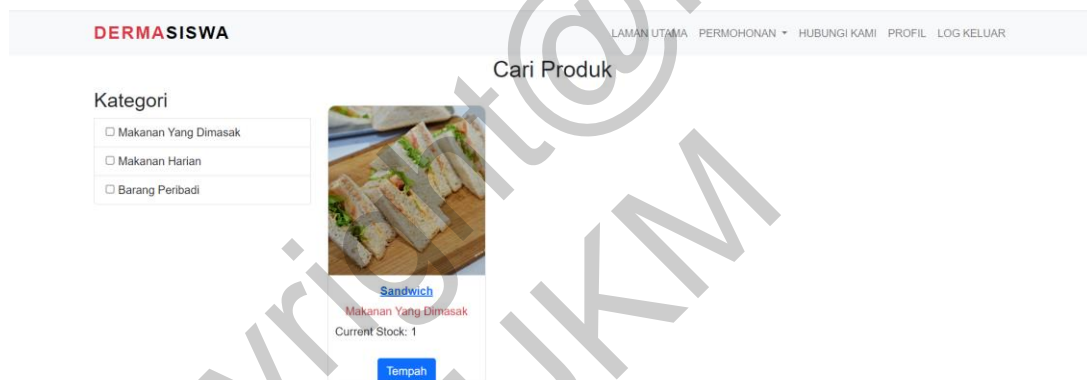 DERMASISWA
LAMAN UTAMA PERMOHONAN HUBUNGI KAMI PROFIL LOG KELUAR
Cari Produk
Kategori
Makanan Yang Dimasak
Makanan Harian
Barang Peribadi
Sandwich
Makanan Yang Dimasak
Current Stock: 1
Tempah
UKM